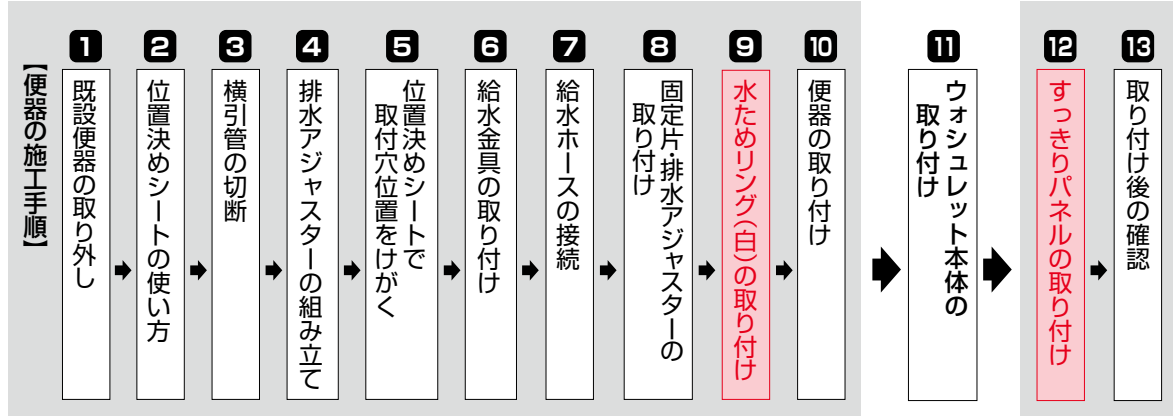 【便器の施工手順】
1
既設便器の取り外し
2
位置決めシートの使い方
3
横引管の切断
4
排水アジャスターの組み立て
5
位置決めシートで
取付穴位置をけがく
6
給水金具の取り付け
7
給水ホースの接続
8
固定片・排水アジャスターの
取り付け
9
水ためリング(白)の取り付け
10
便器の取り付け
11
ウォシュレット本体の
取り付け
12
すっきりパネルの取り付け
13
取り付け後の確認